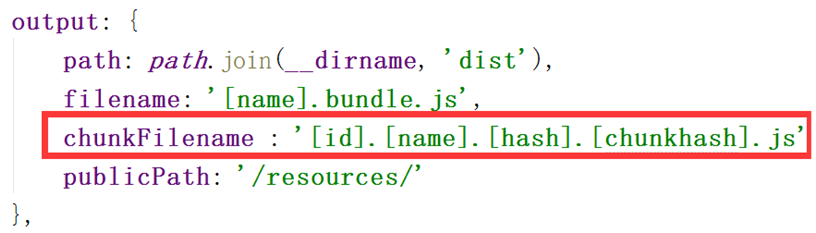 output: {
path: path.join(__dirname, 'dist'),
filename: '[name].bundle.js',
chunkFilename : '[id].[name].[hash].[chunkhash].js'
publicPath: '/resources/'
},